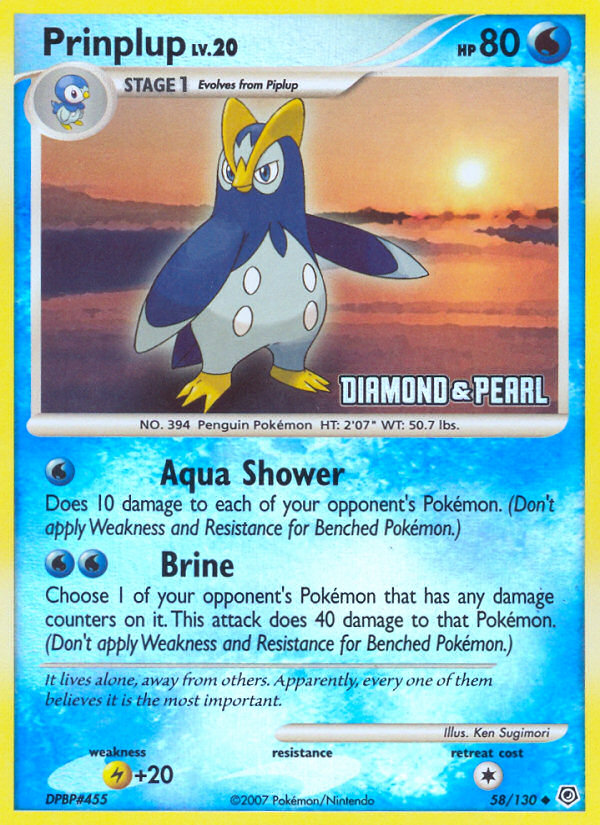 Prinplup LV.20 HP 80
STAGE 1 Evolves from Piplup
DIAMOND & PEARL
NO. 394 Penguin Pokémon HT: 2'07" WT: 50.7 lbs.
Aqua Shower
Does 10 damage to each of your opponent's Pokémon. (Don't
apply Weakness and Resistance for Benched Pokémon.)
Brine
Choose 1 of your opponent's Pokémon that has any damage
counters on it. This attack does 40 damage to that Pokémon.
(Don't apply Weakness and Resistance for Benched Pokémon.)
It lives alone, away from others. Apparently, every one of them
believes it is the most important.
Illus. Ken Sugimori
weakness resistance retreat cost
+20
DPBP#455 ©2007 Pokémon/Nintendo 58/130